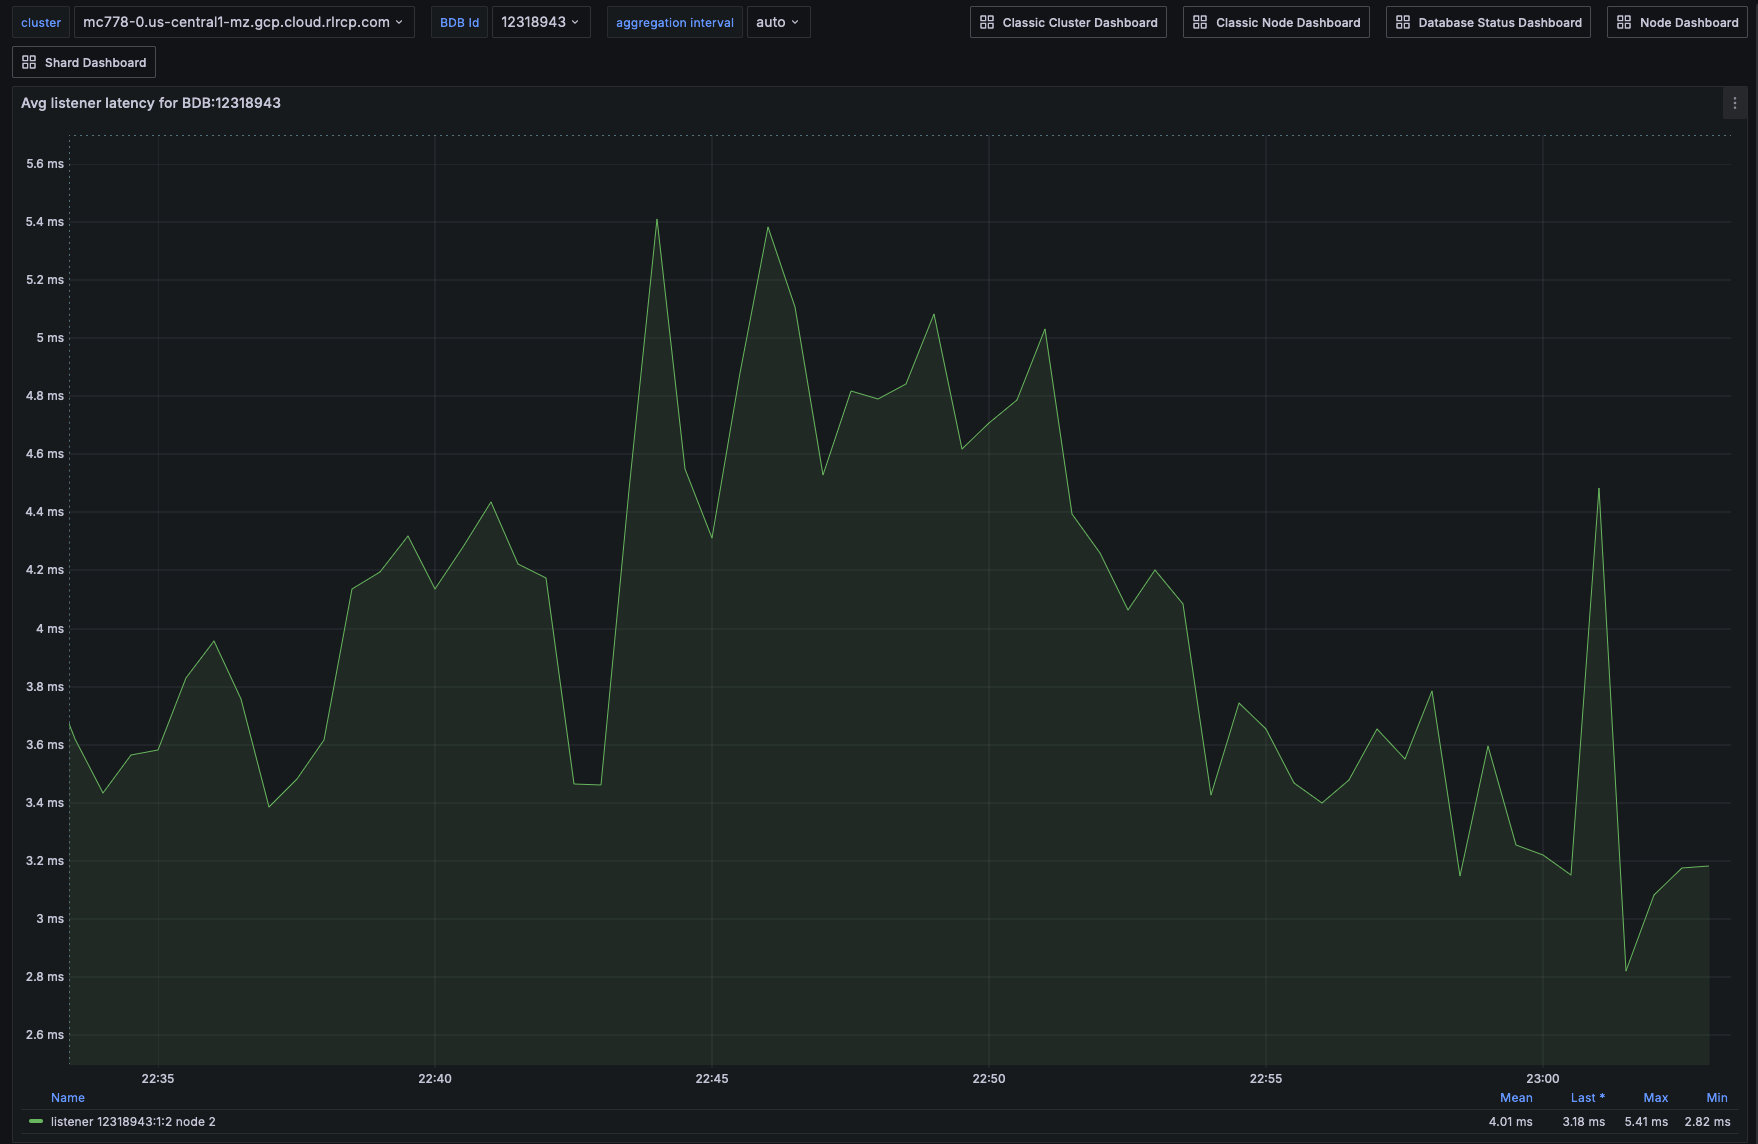 cluster mc778-0.us-central1-mz.gcp.cloud.rlrcp.com BDB Id 12318943 aggregation interval auto Classic Cluster Dashboard Classic Node Dashboard Database Status Dashboard Node Dashboard
Shard Dashboard
Avg listener latency for BDB:12318943
5.6 ms
5.4 ms
5.2 ms
5 ms
4.8 ms
4.6 ms
4.4 ms
4.2 ms
4 ms
3.8 ms
3.6 ms
3.4 ms
3.2 ms
3 ms
2.8 ms
2.6 ms
22:35 22:40 22:45 22:50 22:55 23:00
Name Mean Last * Max Min
listener 12318943:1:2 node 2 4.01 ms 3.18 ms 5.41 ms 2.82 ms